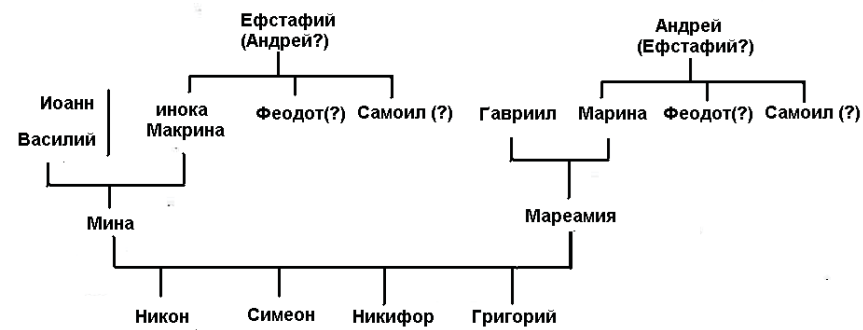 Ефстафий
(Андрей?)
Андрей
(Ефстафий?)
Иоанн
Василий
инока
Макрина
Феодот(?)
Самоил (?)
Гавриил
Марина
Феодот(?)
Самоил (?)
Мина
Мареамия
Никон
Симеон
Никифор
Григорий